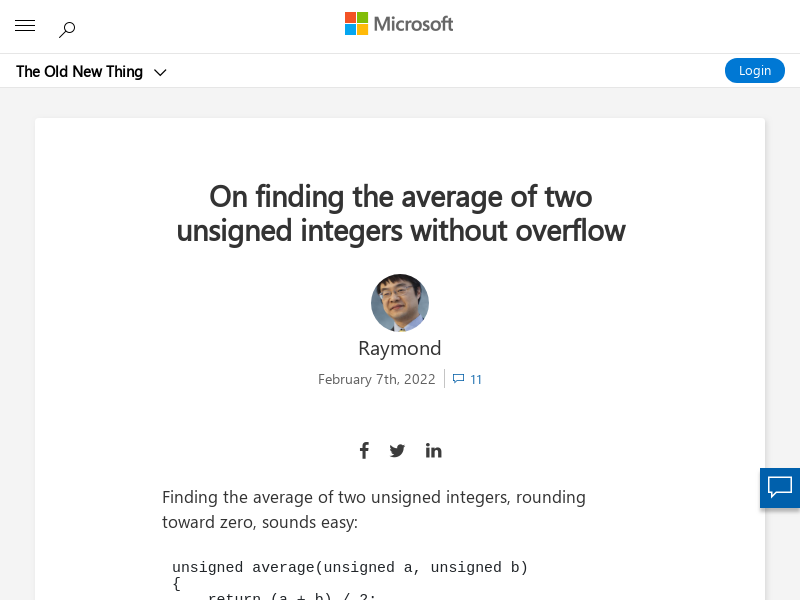 Microsoft
The Old New Thing
Login
On finding the average of two
unsigned integers without overflow
Raymond
February 7th, 2022
11
Finding the average of two unsigned integers, rounding
toward zero, sounds easy:
unsigned average(unsigned a, unsigned b)
{
return (a + b) / 2;